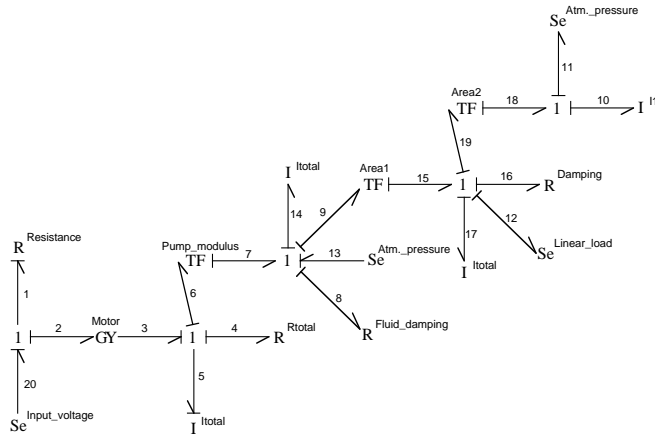 Se Atm._pressure
11
Area2
TF 18 1 10 I I1
19
I Itotal
Area1
TF 15 1 16 R Damping
14 9
12
17
Se Linear_load
I Itotal
Pump_modulus
TF 7 1 13 Se Atm._pressure
R Resistance
6
8
1
R Fluid_damping
Motor
1 2 GY 3 1 4 R Rtotal
20
5
Se Input_voltage
I Itotal